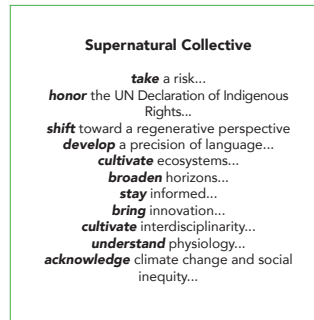 Supernatural Collective
take a risk...
honor the UN Declaration of Indigenous
Rights...
shift toward a regenerative perspective
develop a precision of language...
cultivate ecosystems...
broaden horizons...
stay informed...
bring innovation...
cultivate interdisciplinarity...
understand physiology...
acknowledge climate change and social
inequity...